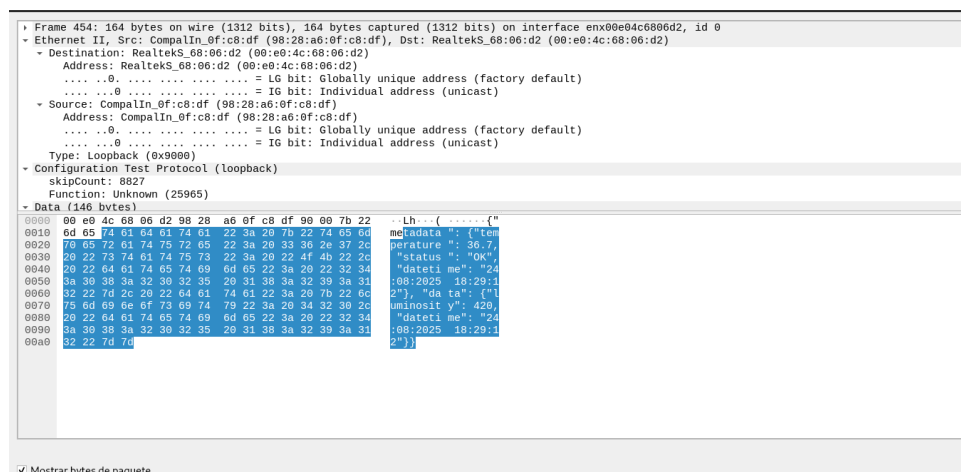 Frame 454: 164 bytes on wire (1312 bits), 164 bytes captured (1312 bits) on interface enx00e04c6806d2, id 0
Ethernet II, Src: CompalIn_0f:c8:df (98:28:a6:0f:c8:df), Dst: RealtekS_68:06:d2 (00:e0:4c:68:06:d2)
Destination: RealtekS_68:06:d2 (00:e0:4c:68:06:d2)
Address: RealtekS_68:06:d2 (00:e0:4c:68:06:d2)
.... ..0. .... .... .... .... = LG bit: Globally unique address (factory default)
.... ...0 .... .... .... .... = IG bit: Individual address (unicast)
Source: CompalIn_0f:c8:df (98:28:a6:0f:c8:df)
Address: CompalIn_0f:c8:df (98:28:a6:0f:c8:df)
.... ..0. .... .... .... .... = LG bit: Globally unique address (factory default)
.... ...0 .... .... .... .... = IG bit: Individual address (unicast)
Type: Loopback (0x9000)
Configuration Test Protocol (loopback)
skipCount: 8827
Function: Unknown (25965)
Data (146 bytes)
0000 00 e0 4c 68 06 d2 98 28 a6 0f c8 df 90 00 7b 22 ··Lh···( ······{"
0010 6d 65 74 61 64 61 74 61 22 3a 20 7b 22 74 65 6d metadata ": {"tem
0020 70 65 72 61 74 75 72 65 22 3a 20 33 36 2e 37 2c perature ": 36.7,
0030 20 22 73 74 61 74 75 73 22 3a 20 22 4f 4b 22 2c "status ": "OK",
0040 20 22 64 61 74 65 74 69 6d 65 22 3a 20 22 32 34 "dateti me": "24
0050 3a 30 38 3a 32 30 32 35 20 31 38 3a 32 39 3a 31 :08:2025 18:29:1
0060 32 22 7d 2c 20 22 64 61 74 61 22 3a 20 7b 22 6c 2"}, "da ta": {"l
0070 75 6d 69 6e 6f 73 69 74 79 22 3a 20 34 32 30 2c uminosit y": 420,
0080 20 22 64 61 74 65 74 69 6d 65 22 3a 20 22 32 34 "dateti me": "24
0090 3a 30 38 3a 32 30 32 35 20 31 38 3a 32 39 3a 31 :08:2025 18:29:1
00a0 32 22 7d 7d 2"}}
Mostrar bytes de paquete